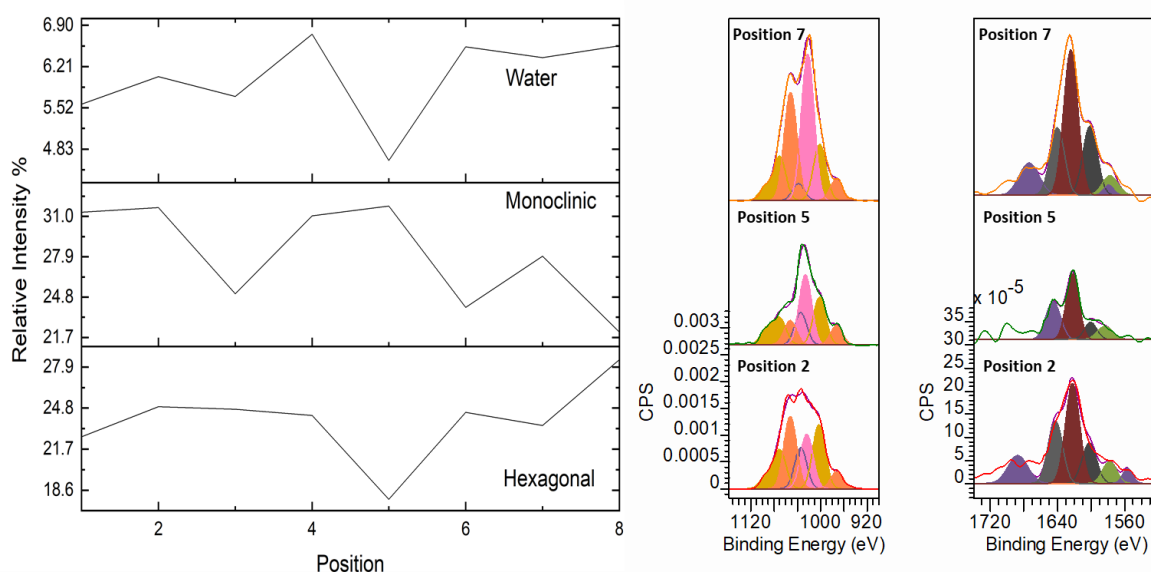 Relative Intensity %
6.90
6.21
5.52
4.83
Water
31.0
27.9
24.8
21.7
Monoclinic
27.9
24.8
21.7
18.6
Hexagonal
2 4 6 8
Position
Position 7
Position 5
Position 2
CPS
0.003
0.0025
0.002
0.0015
0.001
0.0005
0
1120 1000 920
Binding Energy (eV)
Position 7
Position 5
x 10⁻⁵
Position 2
CPS
35
30
25
20
15
10
5
0
1720 1640 1560
Binding Energy (eV)